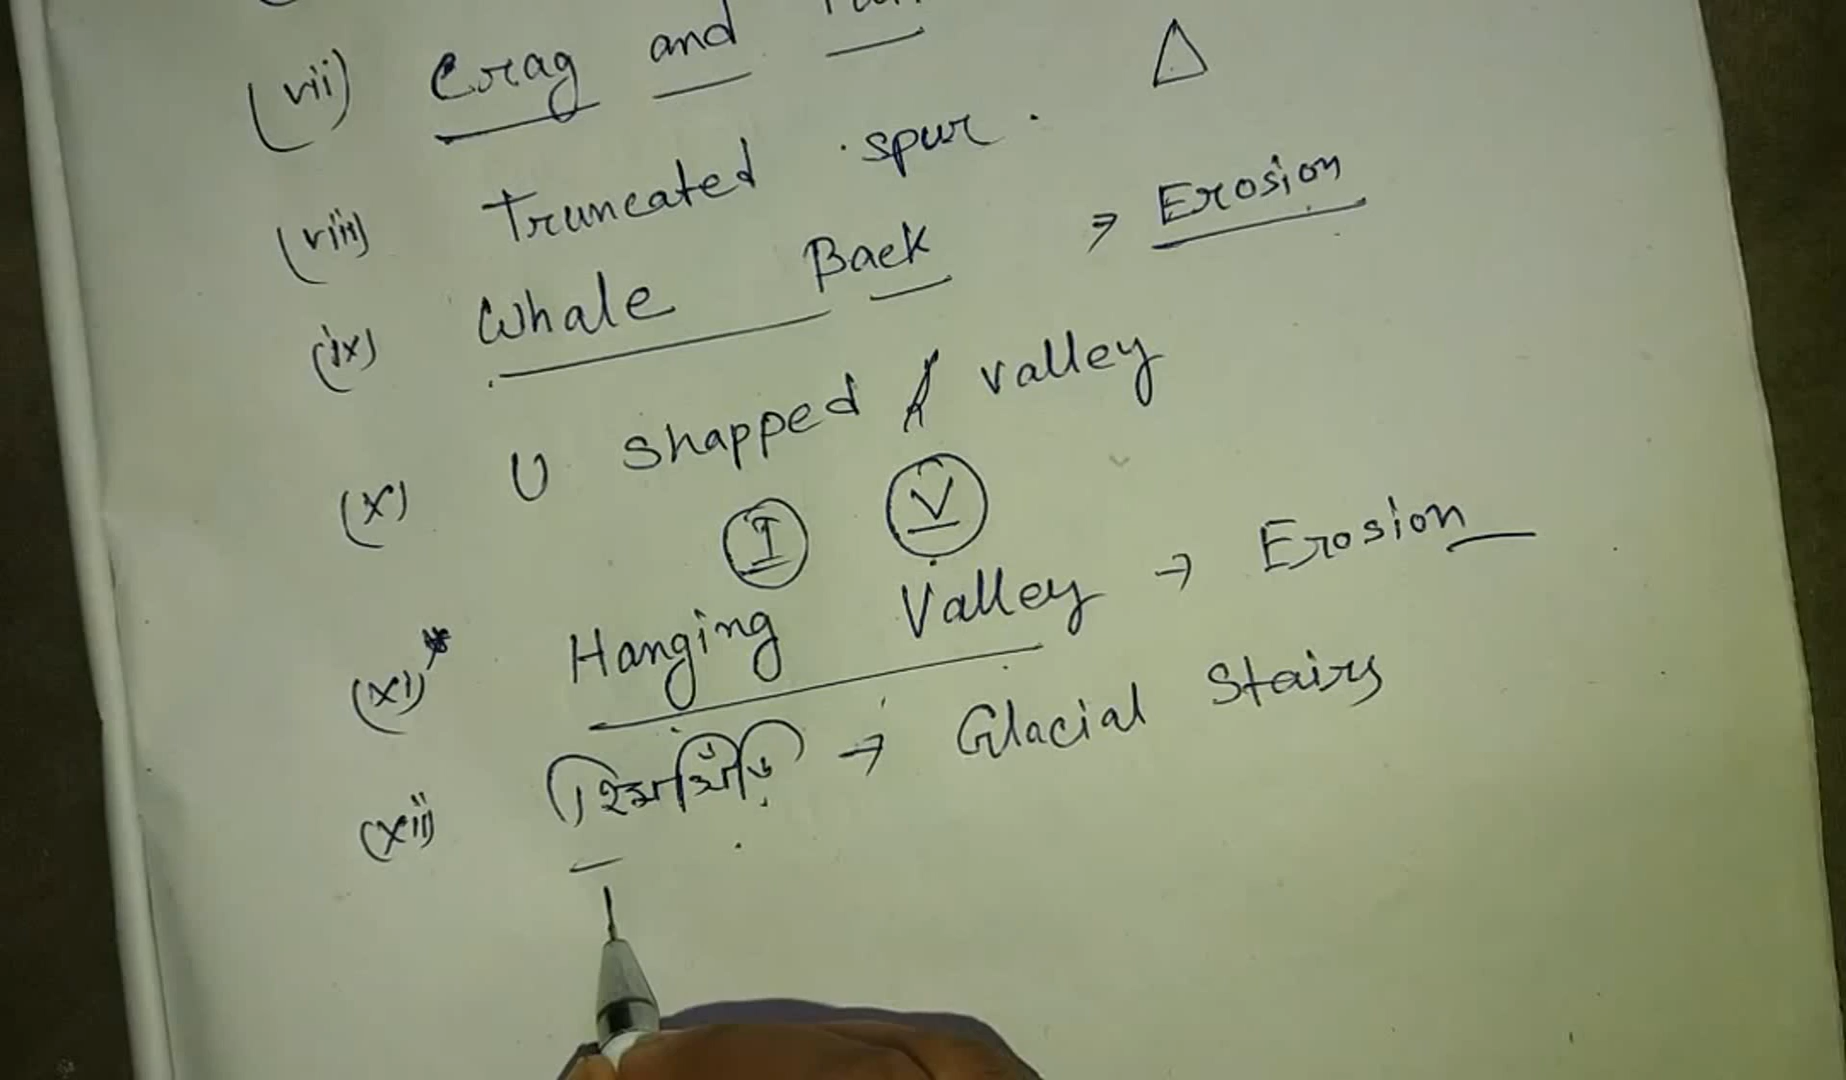 (vii) Crag and
(viii) Truncated spur.
(ix) Whale Back → Erosion
(x) U shapped valley
I V
(xi) Hanging Valley → Erosion
(xii) হিমসিঁড়ি → Glacial Stairs